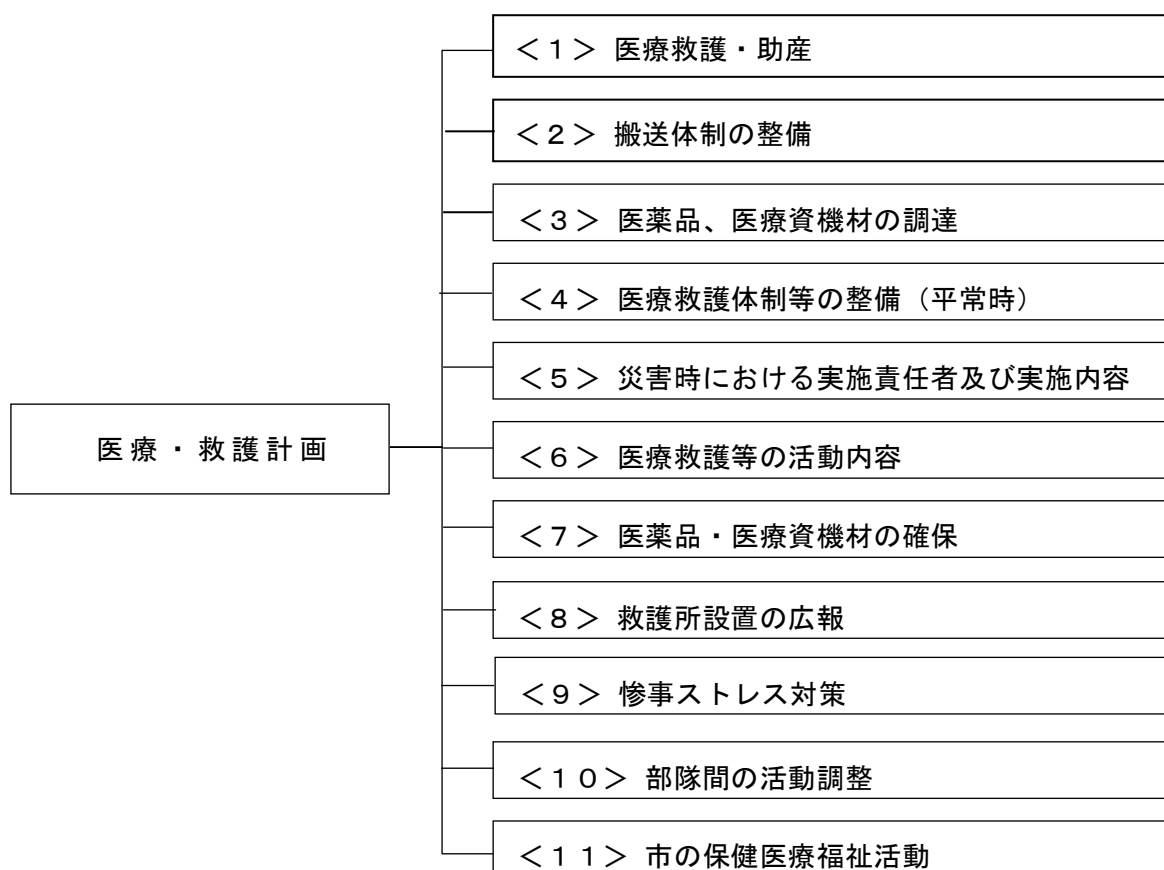 ＜１＞ 医療救護・助産
＜２＞ 搬送体制の整備
＜３＞ 医薬品、医療資機材の調達
＜４＞ 医療救護体制等の整備（平常時）
＜５＞ 災害時における実施責任者及び実施内容
医療・救護計画
＜６＞ 医療救護等の活動内容
＜７＞ 医薬品・医療資機材の確保
＜８＞ 救護所設置の広報
＜９＞ 惨事ストレス対策
＜１０＞ 部隊間の活動調整
＜１１＞ 市の保健医療福祉活動